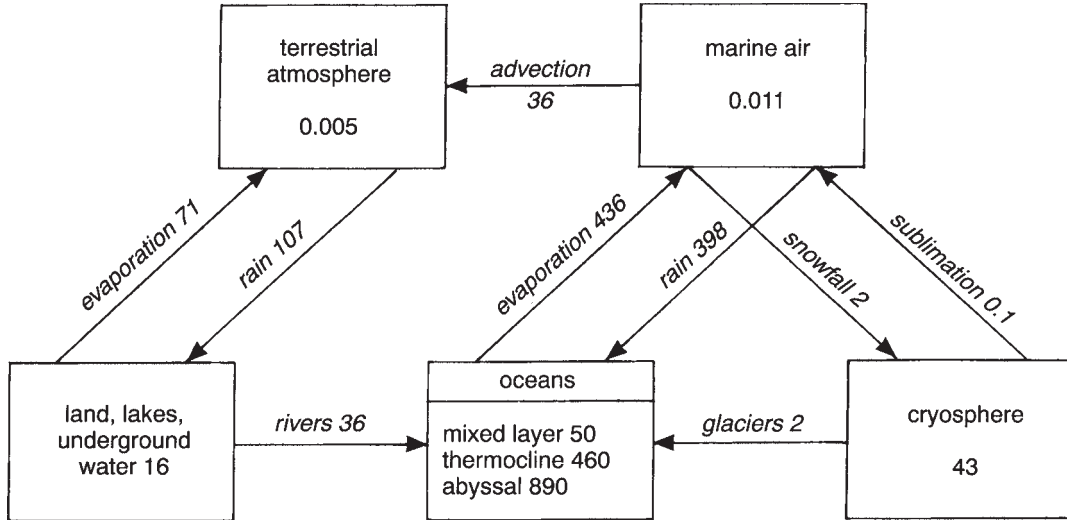 terrestrial
atmosphere
0.005
advection
36
marine air
0.011
evaporation 71
rain 107
evaporation 436
rain 398
snowfall 2
sublimation 0.1
land, lakes,
underground
water 16
rivers 36
oceans
mixed layer 50
thermocline 460
abyssal 890
glaciers 2
cryosphere
43